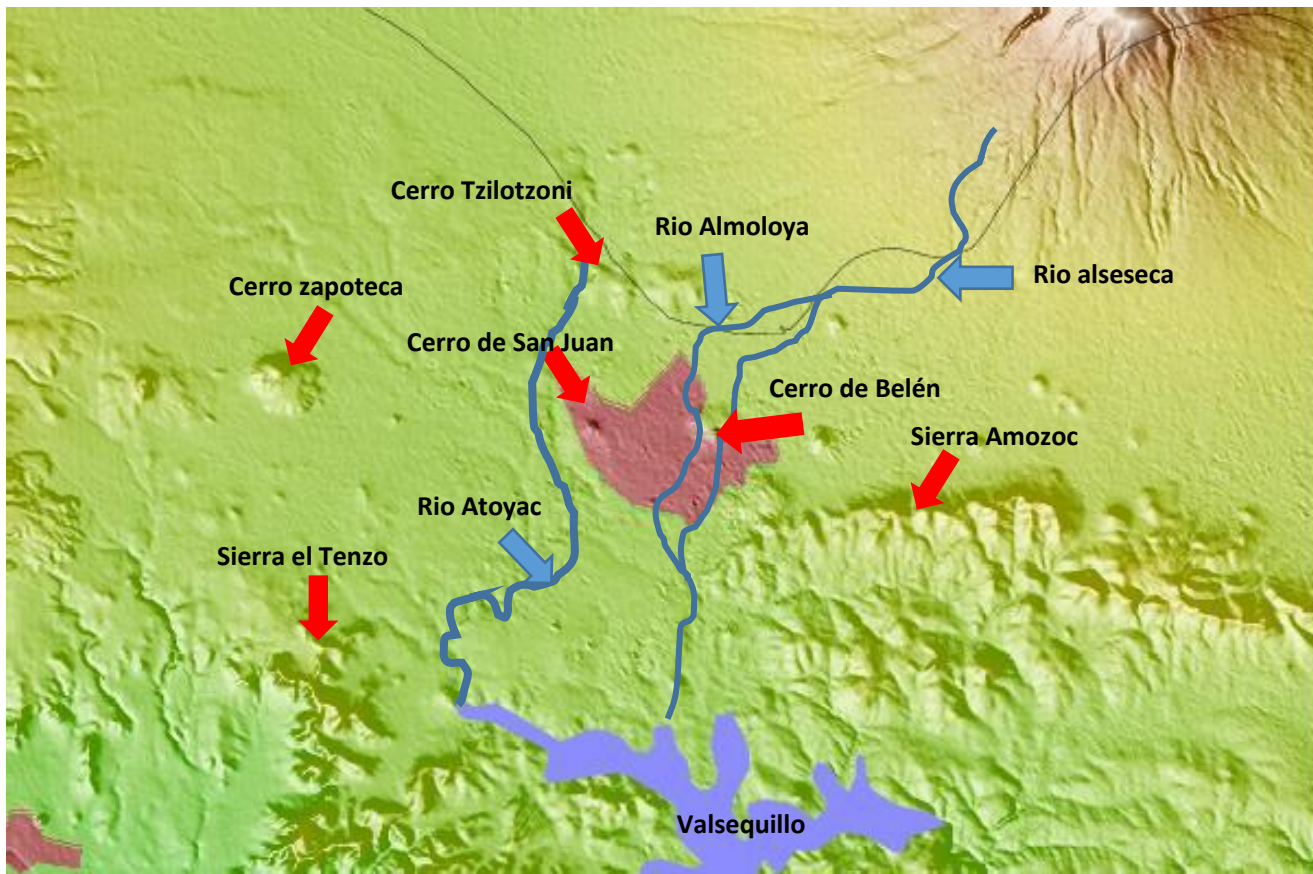 Cerro Tzilotzoni
Rio Almoloya
Rio alseseca
Cerro zapoteca
Cerro de San Juan
Cerro de Belén
Sierra Amozoc
Rio Atoyac
Sierra el Tenzo
Valsequillo